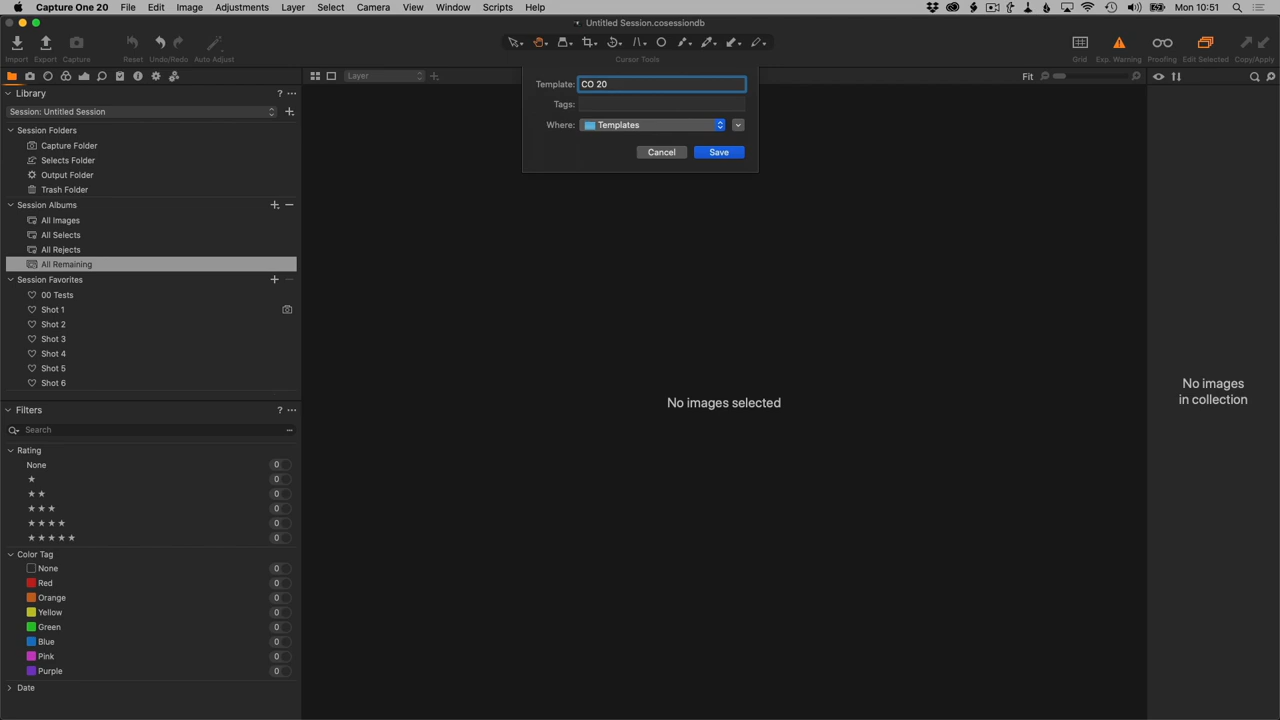 Capture One 20 File Edit Image Adjustments Layer Select Camera View Window Scripts Help Mon 10:51
Untitled Session.cosessiondb
Import Export Capture Reset Undo/Redo Auto Adjust Cursor Tools Grid Exp. Warning Proofing Edit Selected Copy/Apply
Layer Fit
Library ?
Session: Untitled Session
Session Folders
Capture Folder
Selects Folder
Output Folder
Trash Folder
Session Albums
All Images
All Selects
All Rejects
All Remaining
Session Favorites
00 Tests
Shot 1
Shot 2
Shot 3
Shot 4
Shot 5
Shot 6
Filters ?
Search
Rating
None 0
0
0
0
0
0
Color Tag
None 0
Red 0
Orange 0
Yellow 0
Green 0
Blue 0
Pink 0
Purple 0
Date
Template: CO 20
Tags:
Where: Templates
Cancel Save
No images selected
No images
in collection